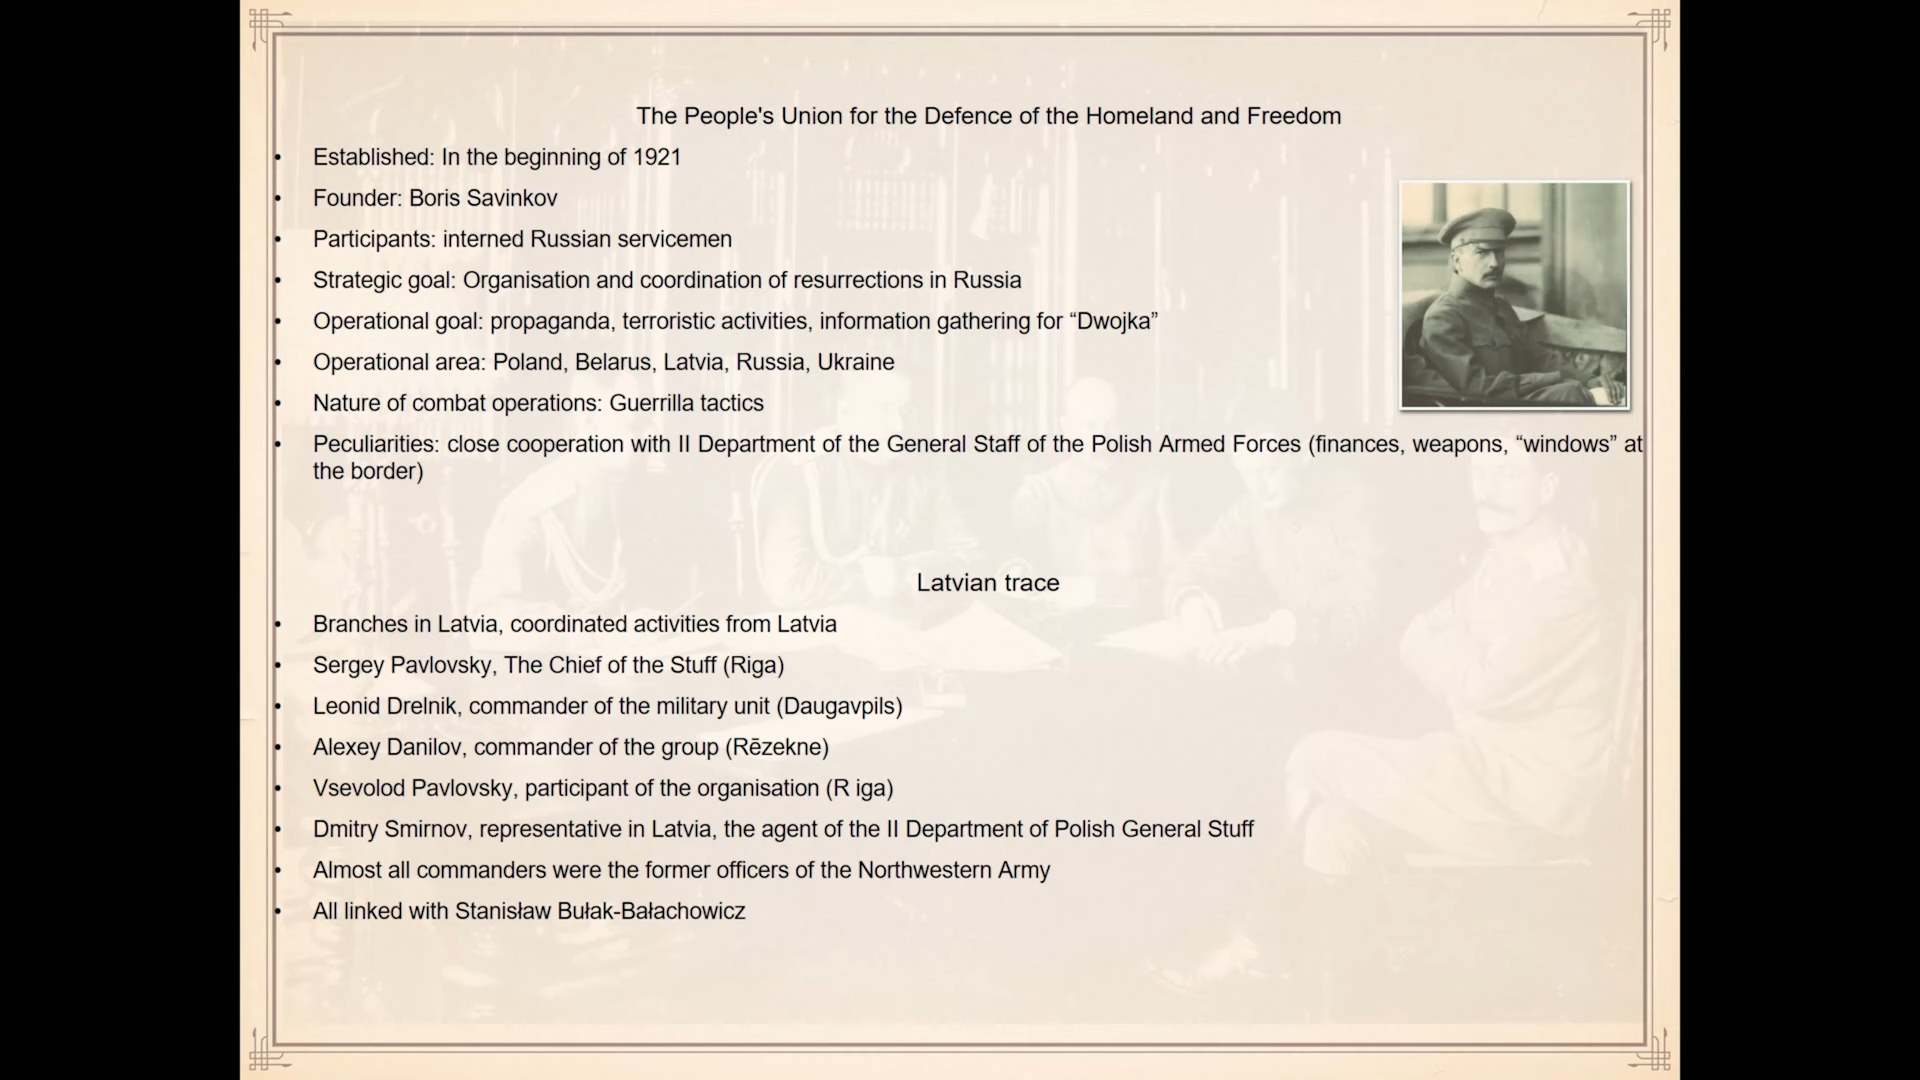 The People's Union for the Defence of the Homeland and Freedom
• Established: In the beginning of 1921
• Founder: Boris Savinkov
• Participants: interned Russian servicemen
• Strategic goal: Organisation and coordination of resurrections in Russia
• Operational goal: propaganda, terroristic activities, information gathering for “Dwojka”
• Operational area: Poland, Belarus, Latvia, Russia, Ukraine
• Nature of combat operations: Guerrilla tactics
• Peculiarities: close cooperation with II Department of the General Staff of the Polish Armed Forces (finances, weapons, “windows” at
the border)
Latvian trace
• Branches in Latvia, coordinated activities from Latvia
• Sergey Pavlovsky, The Chief of the Stuff (Riga)
• Leonid Drelnik, commander of the military unit (Daugavpils)
• Alexey Danilov, commander of the group (Rēzekne)
• Vsevolod Pavlovsky, participant of the organisation (R iga)
• Dmitry Smirnov, representative in Latvia, the agent of the II Department of Polish General Stuff
• Almost all commanders were the former officers of the Northwestern Army
• All linked with Stanisław Bułak-Bałachowicz